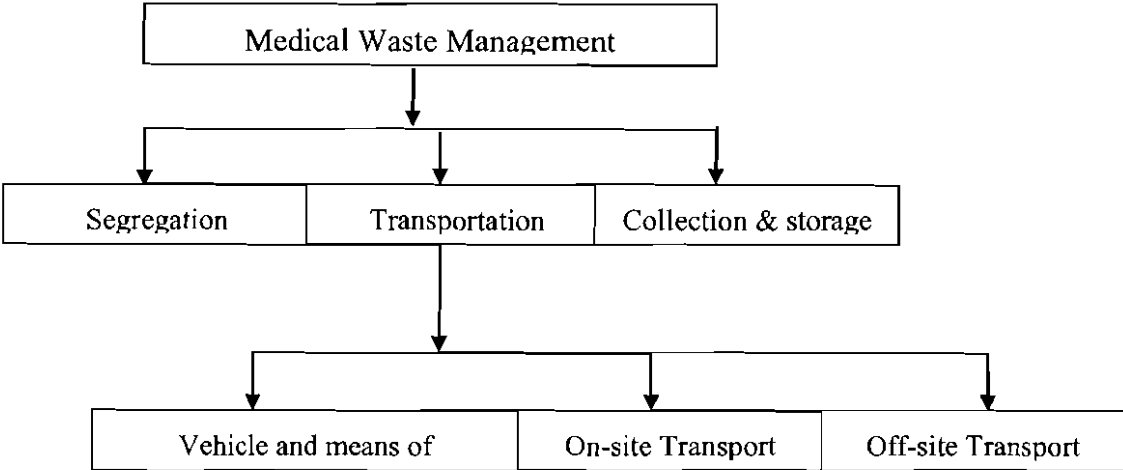 Medical Waste Management
Segregation
Transportation
Collection & storage
Vehicle and means of
On-site Transport
Off-site Transport